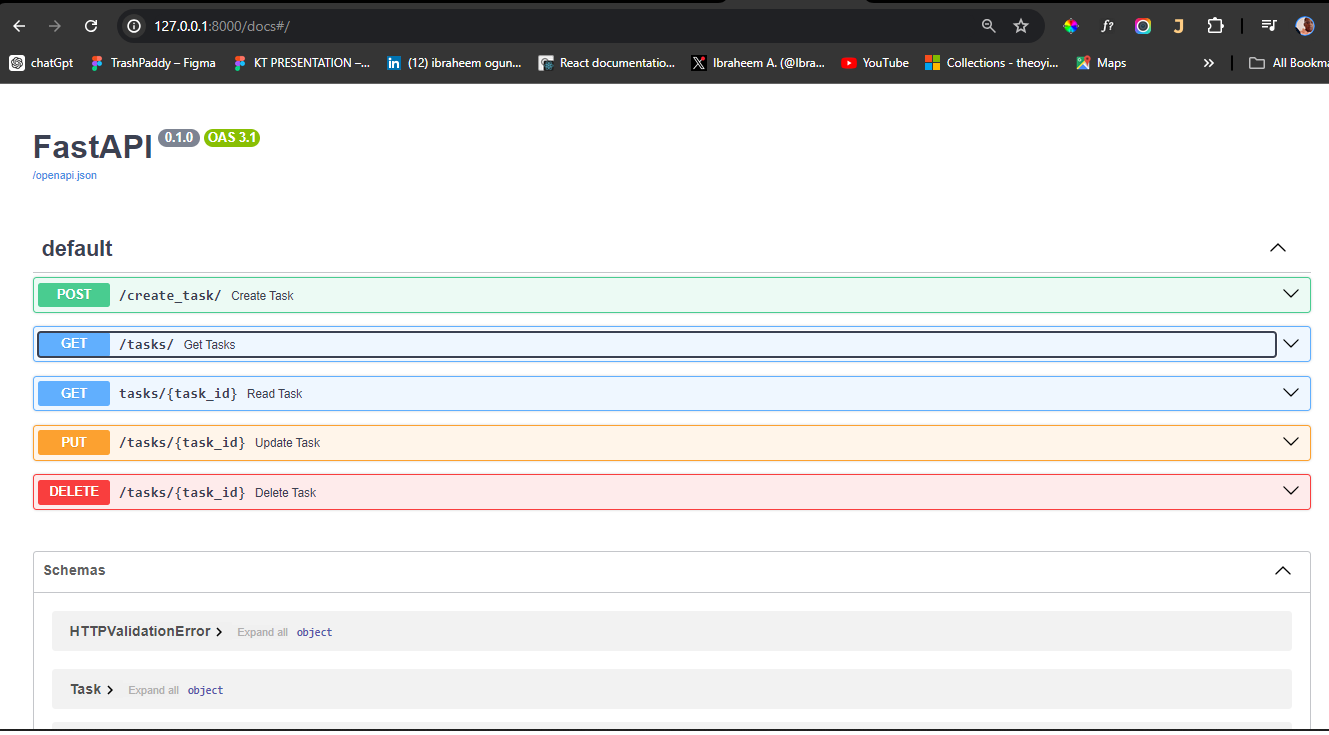 127.0.0.1:8000/docs#/
chatGpt TrashPaddy – Figma KT PRESENTATION –... (12) ibraheem ogun... React documentatio... Ibraheem A. (@Ibra... YouTube Collections - theoyi... Maps » All Bookma
FastAPI 0.1.0 OAS 3.1
/openapi.json
default
POST /create_task/ Create Task
GET /tasks/ Get Tasks
GET tasks/{task_id} Read Task
PUT /tasks/{task_id} Update Task
DELETE /tasks/{task_id} Delete Task
Schemas
HTTPValidationError Expand all object
Task Expand all object